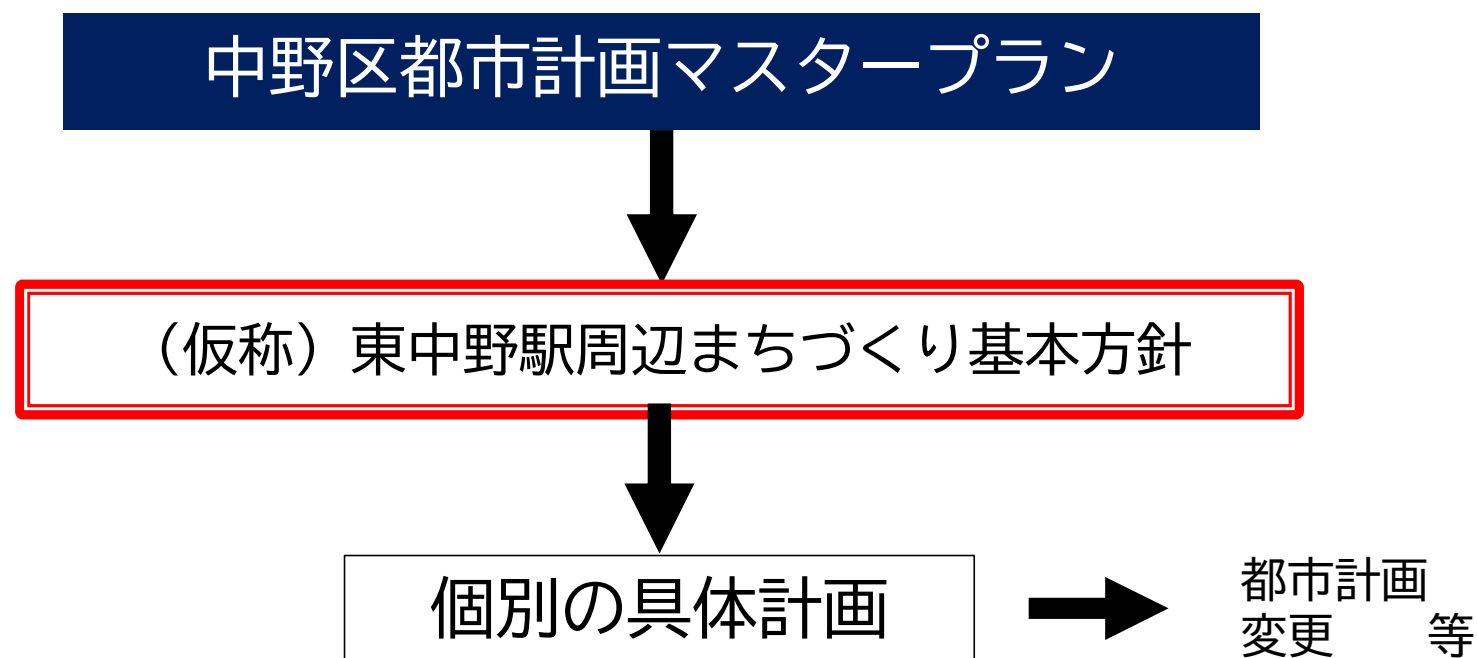 中野区都市計画マスタープラン
（仮称）東中野駅周辺まちづくり基本方針
個別の具体計画
都市計画
変更　　等